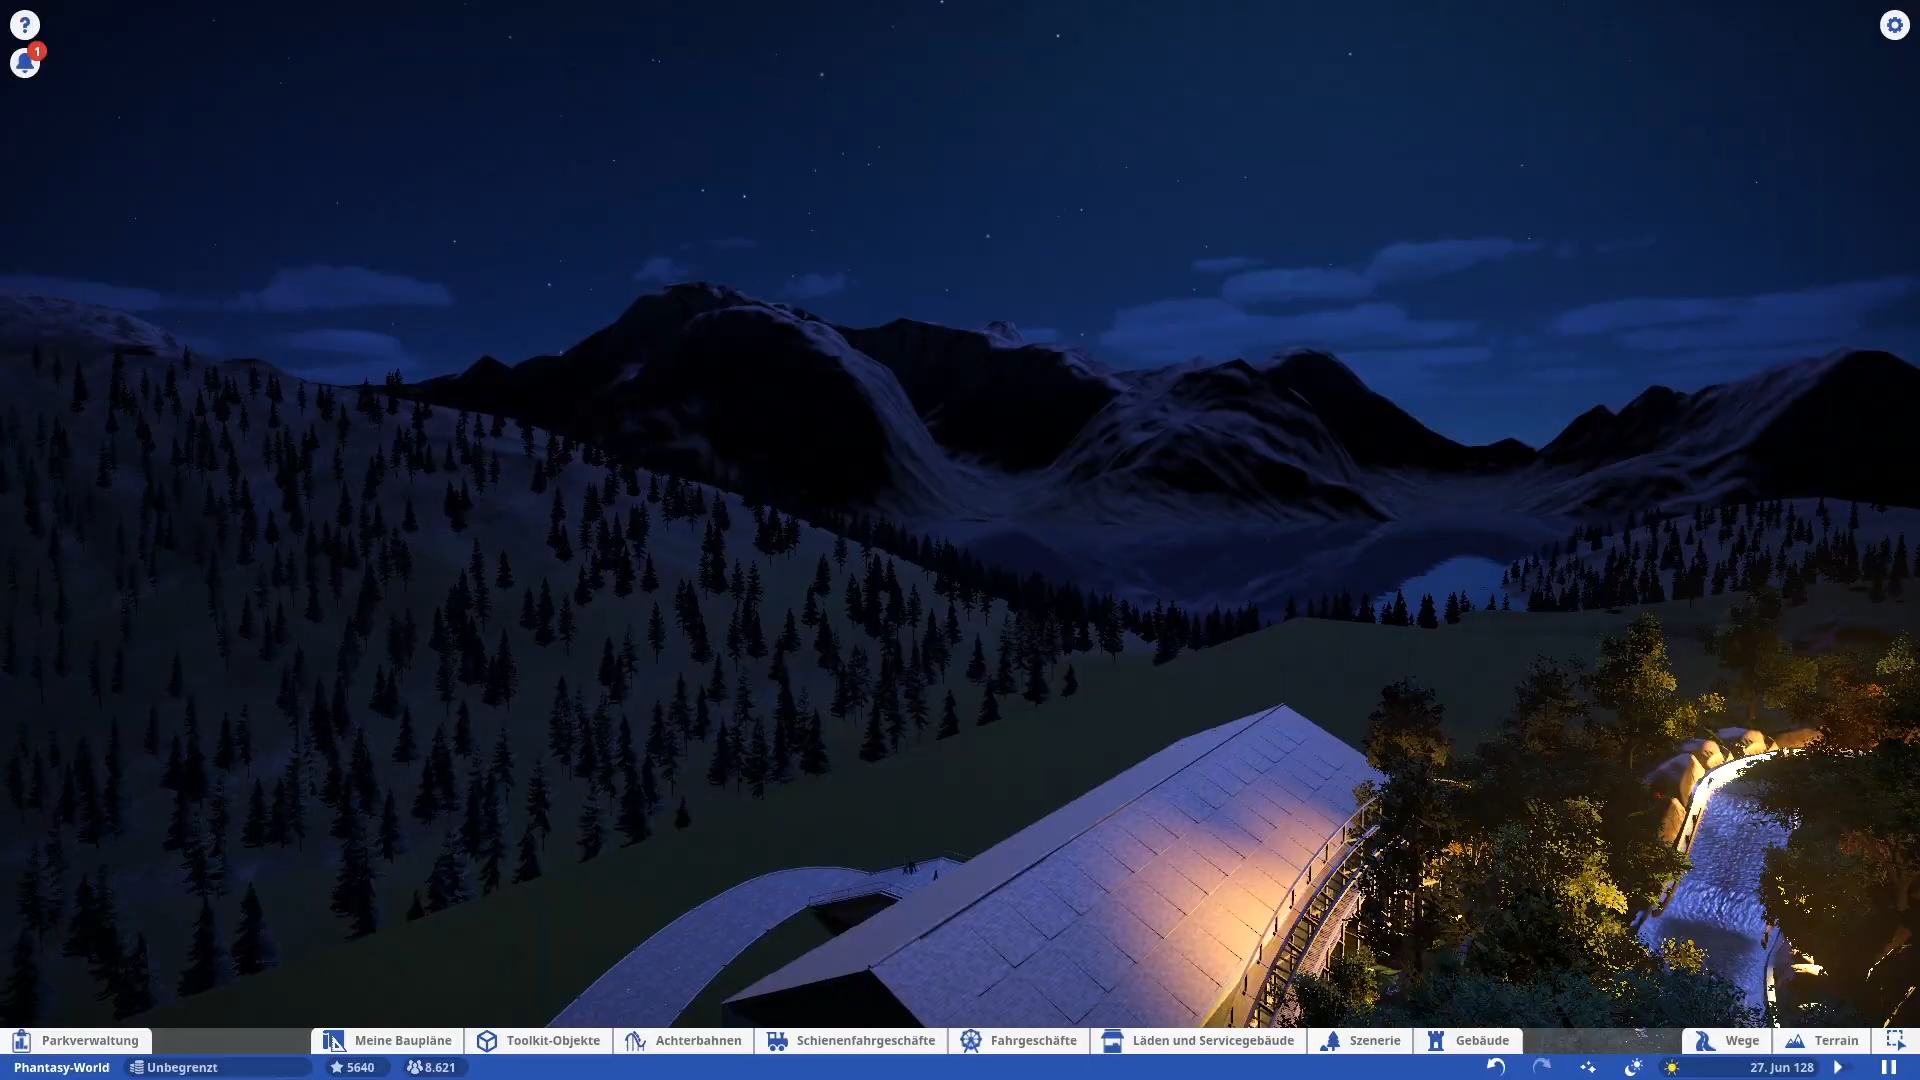 ?
1
Parkverwaltung
Meine Baupläne
Toolkit-Objekte
Achterbahnen
Schienenfahrgeschäfte
Fahrgeschäfte
Läden und Servicegebäude
Szenerie
Gebäude
Wege
Terrain
Phantasy-World
Unbegrenzt
5640
8.621
27. Jun 128